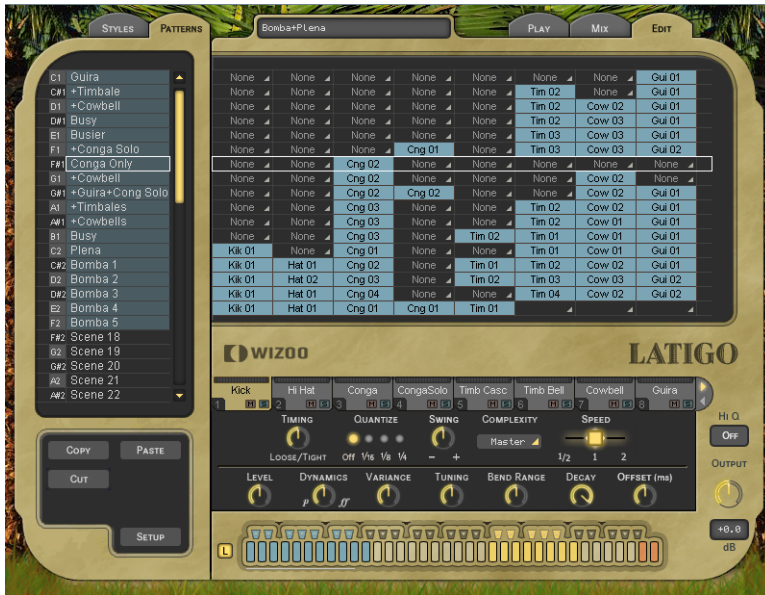 STYLES PATTERNS Bomba+Plena PLAY MIX EDIT
C1 Guira None None None None None None None Gui 01
C#1 +Timbale None None None None None Tim 02 None Gui 01
D1 +Cowbell None None None None None Tim 02 Cow 02 Gui 01
D#1 Busy None None None None None Tim 02 Cow 03 Gui 01
E1 Busier None None None None None Tim 03 Cow 03 Gui 01
F1 +Conga Solo None None None Cng 01 None Tim 03 Cow 03 Gui 02
F#1 Conga Only None None Cng 02 None None None None None
G1 +Cowbell None None Cng 02 None None None Cow 02 None
G#1 +Guira+Cong Solo None None Cng 02 Cng 02 None None Cow 02 Gui 01
A1 +Timbales None None Cng 03 None None Tim 02 Cow 02 Gui 01
A#1 +Cowbells None None Cng 03 None None Tim 02 Cow 01 Gui 01
B1 Busy None None Cng 03 None Tim 02 Tim 01 Cow 01 Gui 01
C2 Plena Kik 01 None Cng 01 None None Tim 01 Cow 01 Gui 01
C#2 Bomba 1 Kik 01 Hat 01 Cng 02 None Tim 01 Tim 01 Cow 02 Gui 01
D2 Bomba 2 Kik 01 Hat 02 Cng 03 None Tim 02 Tim 03 Cow 03 Gui 02
D#2 Bomba 3 Kik 01 Hat 01 Cng 04 None None Tim 04 Cow 02 Gui 02
E2 Bomba 4 Kik 01 Hat 01 Cng 01 Cng 01 Tim 01
F2 Bomba 5
F#2 Scene 18
G2 Scene 19
G#2 Scene 20
A2 Scene 21
A#2 Scene 22
WIZOO LATIGO
Kick Hi Hat Conga CongaSolo Timb Casc Timb Bell Cowbell Guira
1 M S 2 M S 3 M S 4 M S 5 M S 6 M S 7 M S 8 M S
TIMING QUANTIZE SWING COMPLEXITY SPEED
Master
LOOSE/TIGHT Off 1/16 1/8 1/4 - + 1/2 1 2
LEVEL DYNAMICS VARIANCE TUNING BEND RANGE DECAY OFFSET (ms)
p ff
HI Q
OFF
OUTPUT
+0.0
dB
COPY PASTE
CUT
SETUP
L